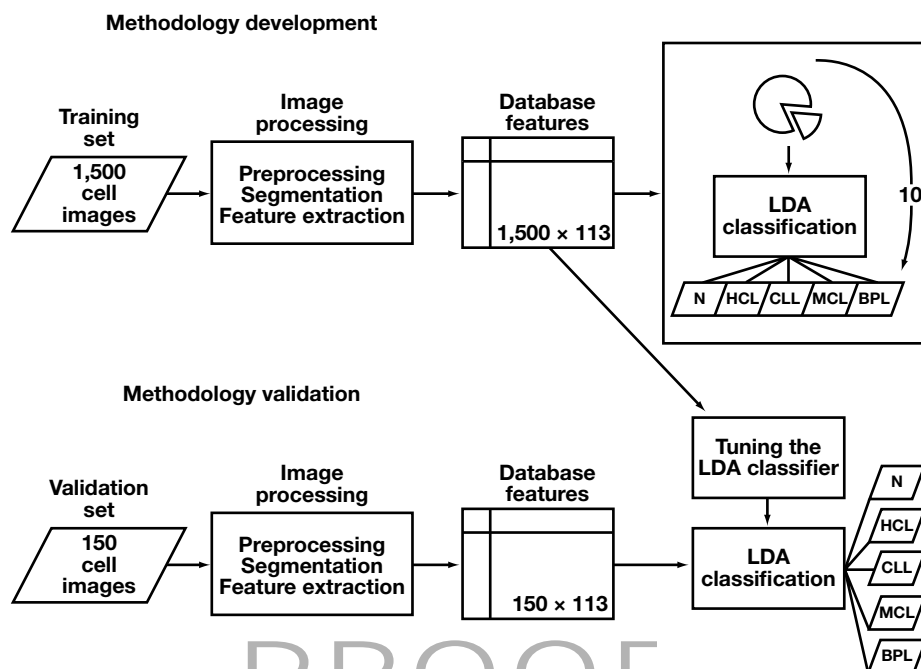 Methodology development
Training
set
1,500
cell
images
Image
processing
Preprocessing
Segmentation
Feature extraction
Database
features
1,500 × 113
LDA
classification
10
N HCL CLL MCL BPL
Methodology validation
Validation
set
150
cell
images
Image
processing
Preprocessing
Segmentation
Feature extraction
Database
features
150 × 113
Tuning the
LDA classifier
LDA
classification
N
HCL
CLL
MCL
BPL
PROOF